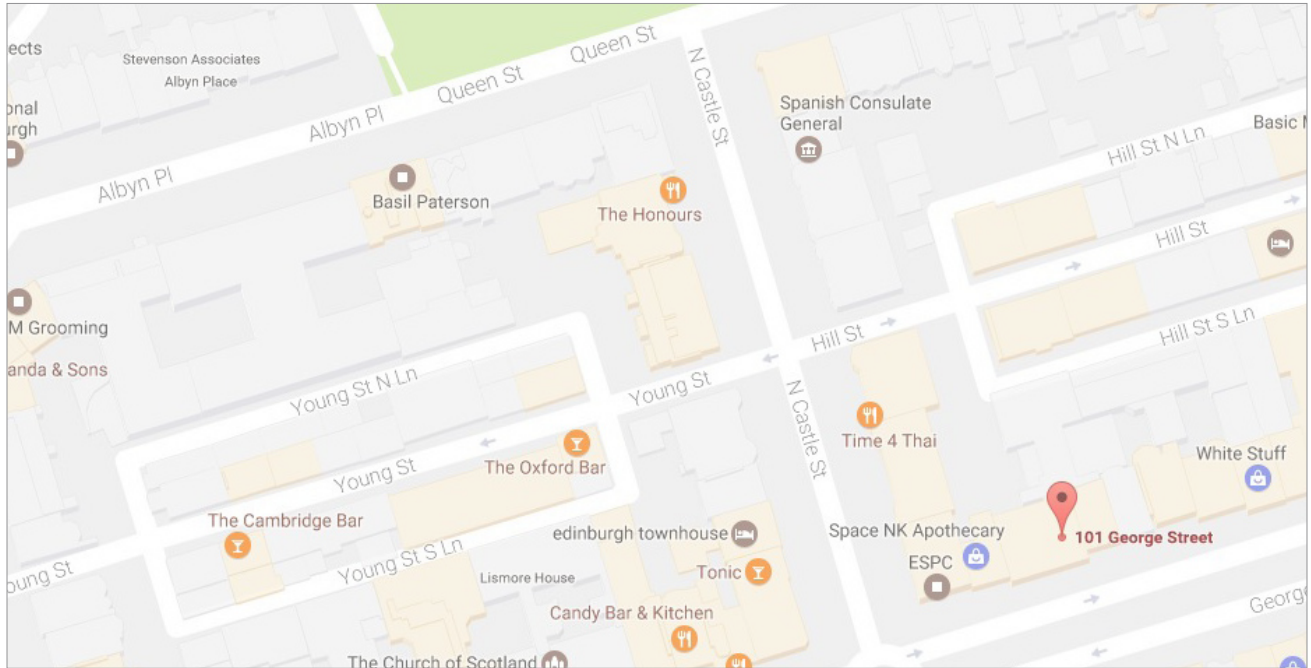 ects
Stevenson Associates
Albyn Place
onal
urgh
Albyn Pl
Albyn Pl
Queen St
Queen St
N Castle St
Spanish Consulate
General
Basic
Hill St N Ln
Basil Paterson
The Honours
Hill St
M Grooming
anda & Sons
Hill St
Hill St S Ln
Young St N Ln
Young St
N Castle St
Time 4 Thai
The Oxford Bar
Young St
White Stuff
The Cambridge Bar
edinburgh townhouse
Space NK Apothecary
101 George Street
Young St S Ln
ESPC
oung St
Lismore House
Tonic
Candy Bar & Kitchen
Georg
The Church of Scotland